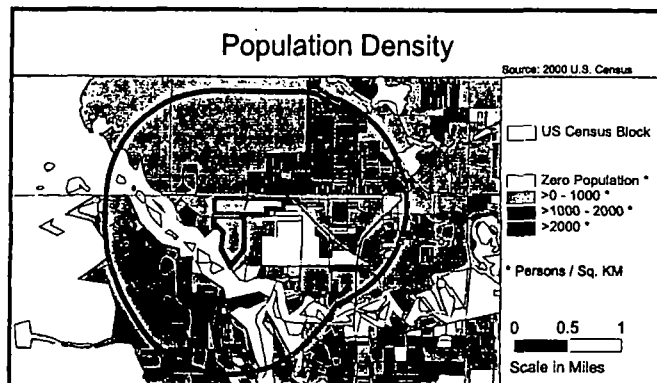 Population Density
Source: 2000 U.S. Census
US Census Block
Zero Population *
>0 - 1000 *
>1000 - 2000 *
>2000 *
* Persons / Sq. KM
0 0.5 1
Scale in Miles